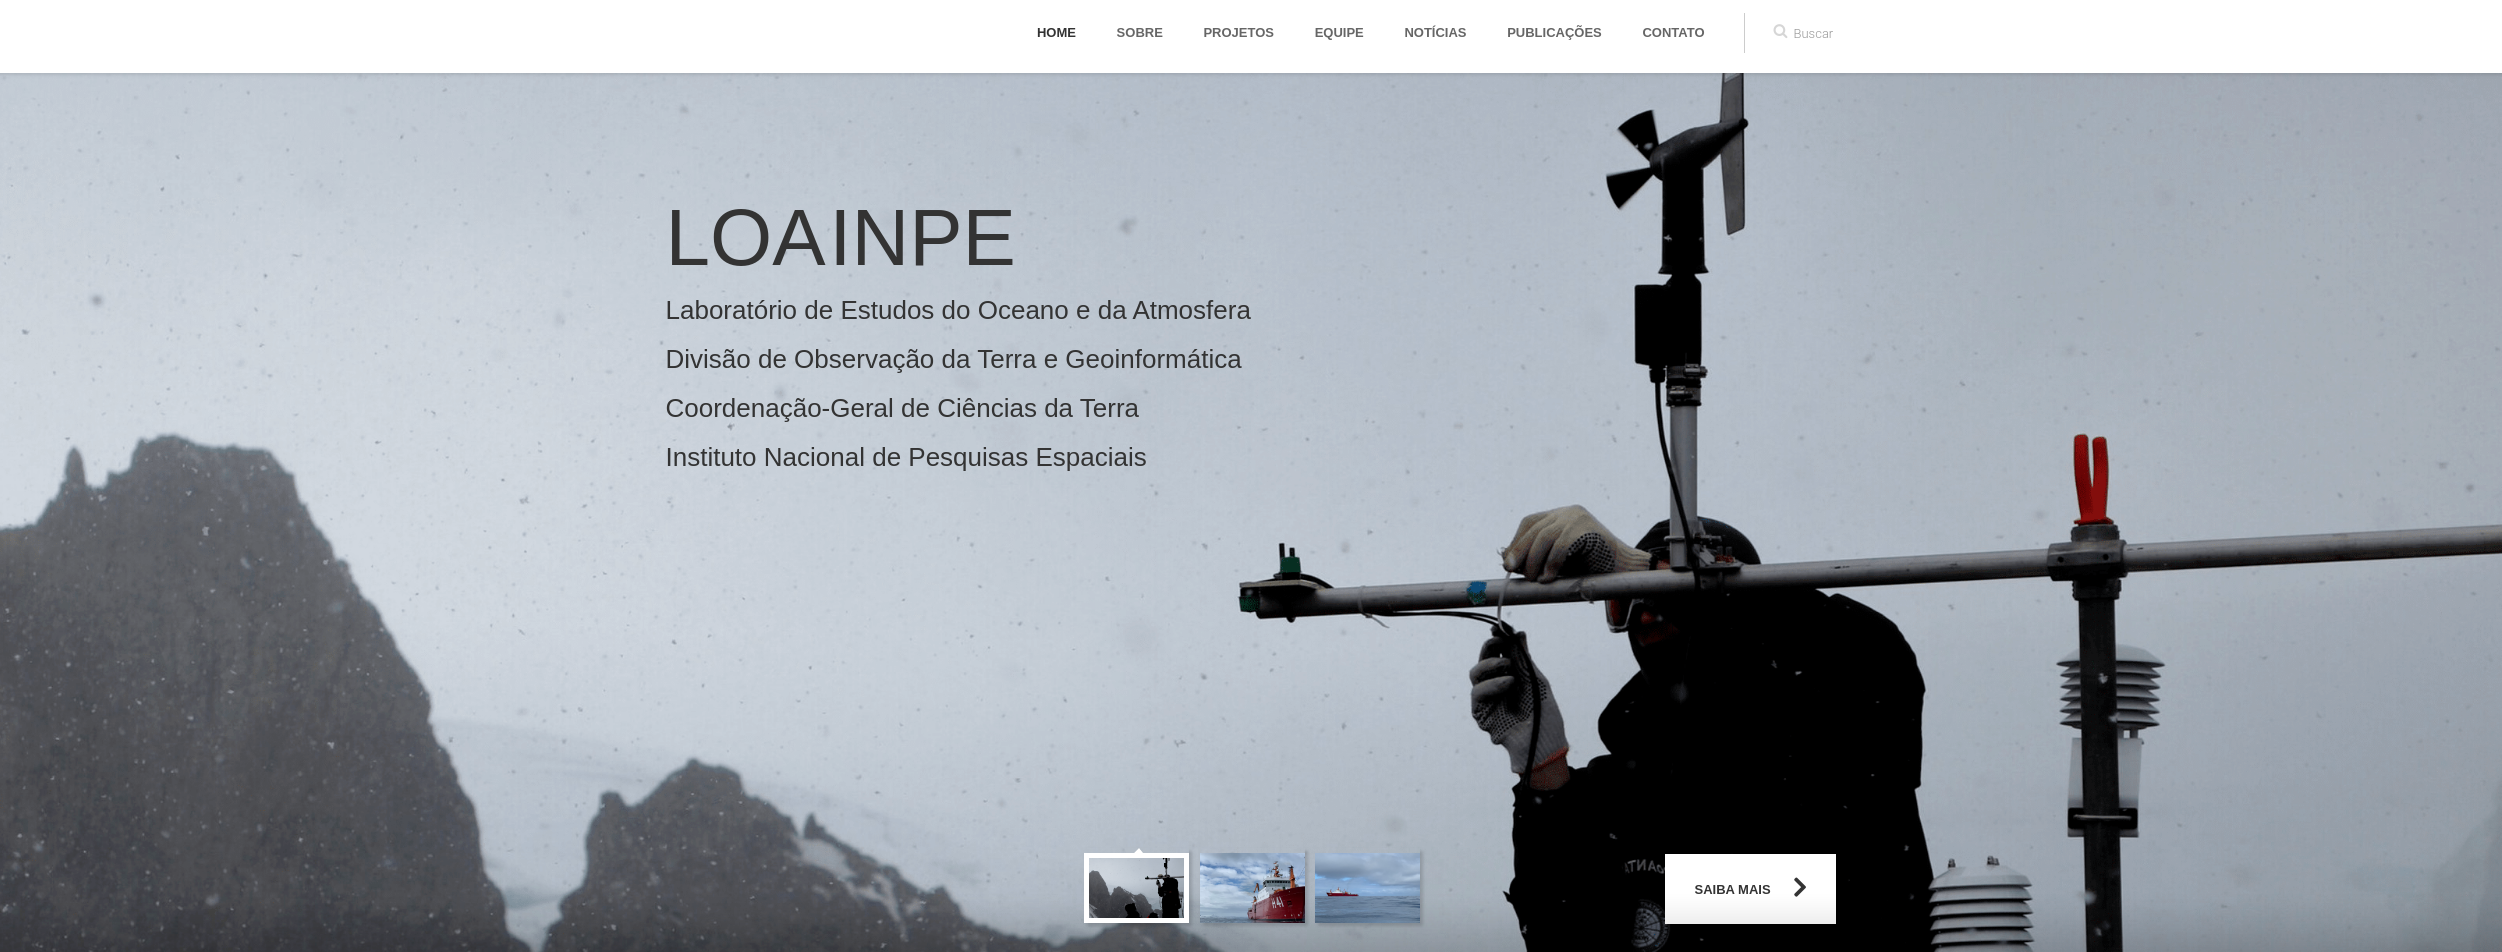 HOME SOBRE PROJETOS EQUIPE NOTÍCIAS PUBLICAÇÕES CONTATO Buscar
LOAINPE
Laboratório de Estudos do Oceano e da Atmosfera
Divisão de Observação da Terra e Geoinformática
Coordenação-Geral de Ciências da Terra
Instituto Nacional de Pesquisas Espaciais
H41
SAIBA MAIS